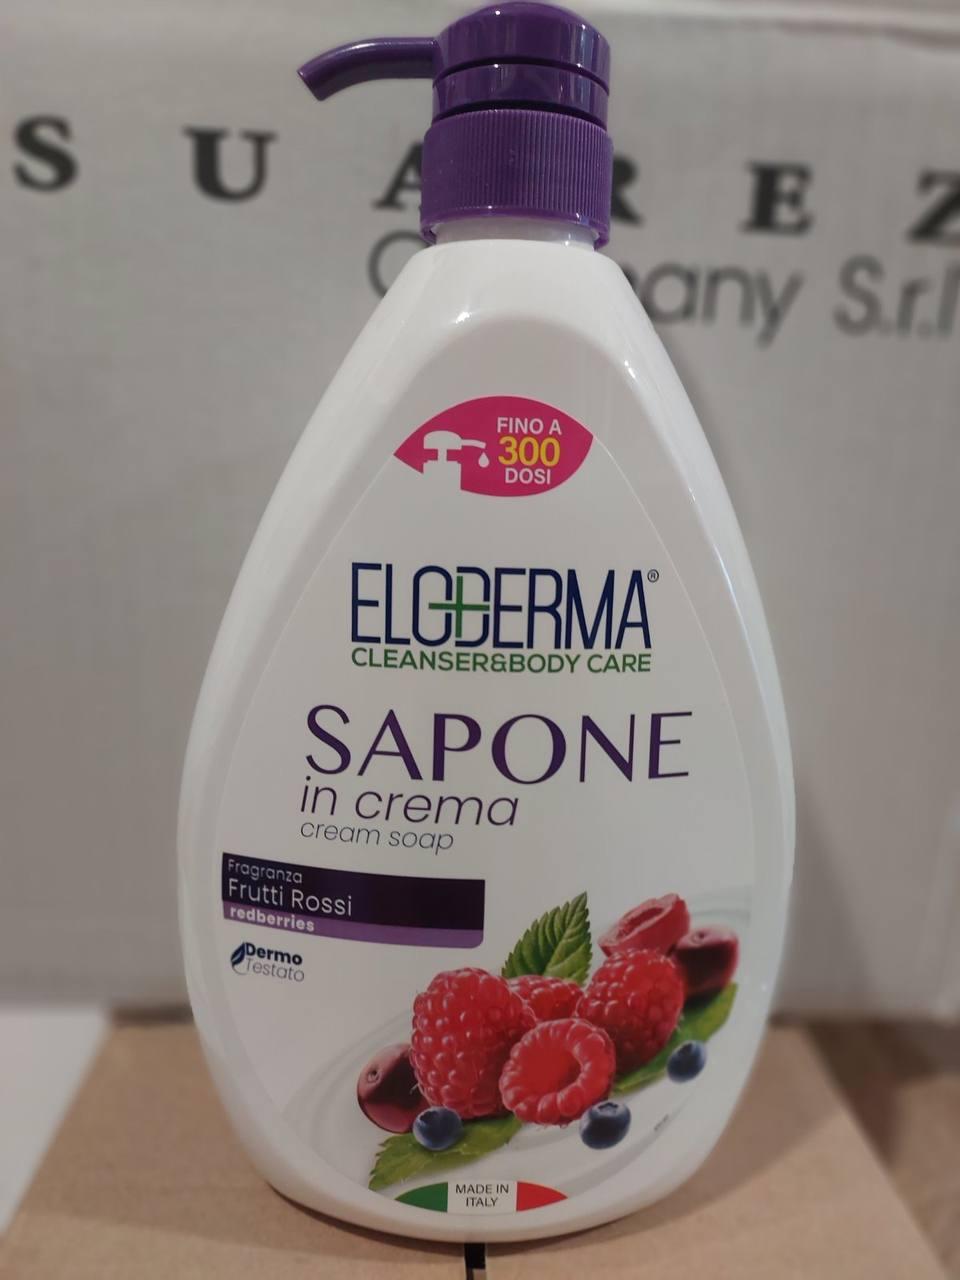 SUAREZ
Company S.r.l
FINO A
300
DOSI
ELODERMA®
CLEANSER&BODY CARE
SAPONE
in crema
cream soap
Fragranza
Frutti Rossi
redberries
Dermo
Testato
MADE IN
ITALY